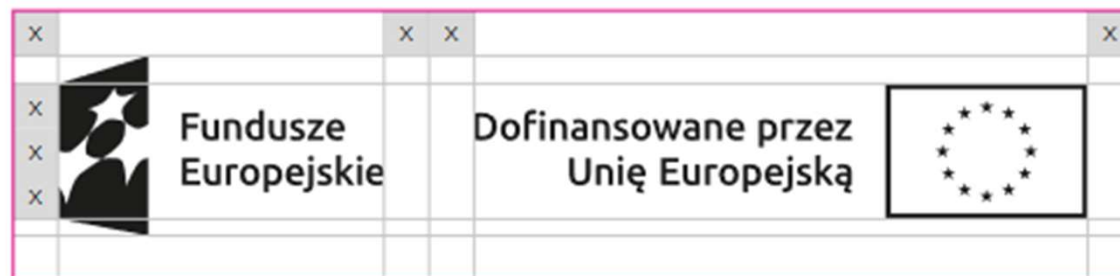 x x x x
Fundusze
Europejskie
Dofinansowane przez
Unię Europejską
x
x
x